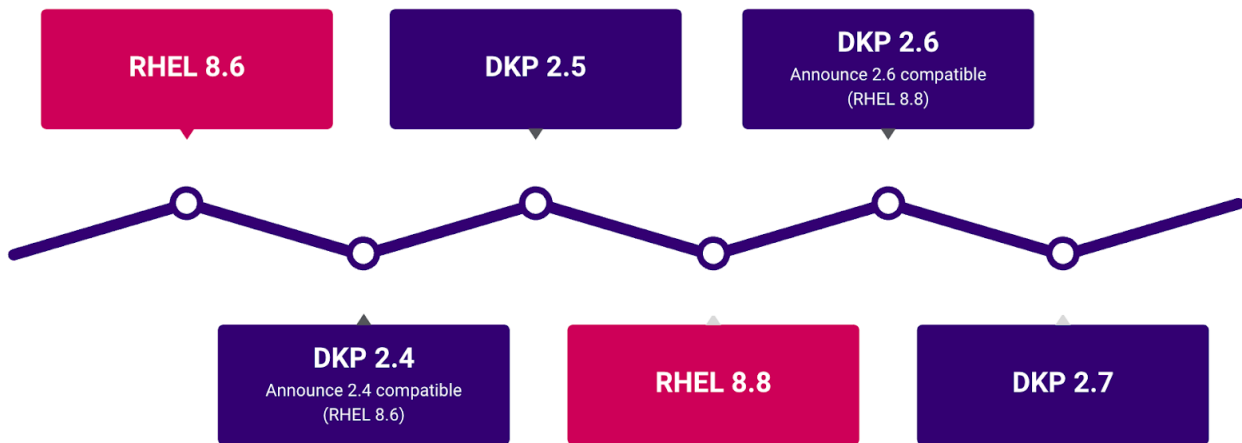 RHEL 8.6
DKP 2.5
DKP 2.6
Announce 2.6 compatible
(RHEL 8.8)
DKP 2.4
Announce 2.4 compatible
(RHEL 8.6)
RHEL 8.8
DKP 2.7